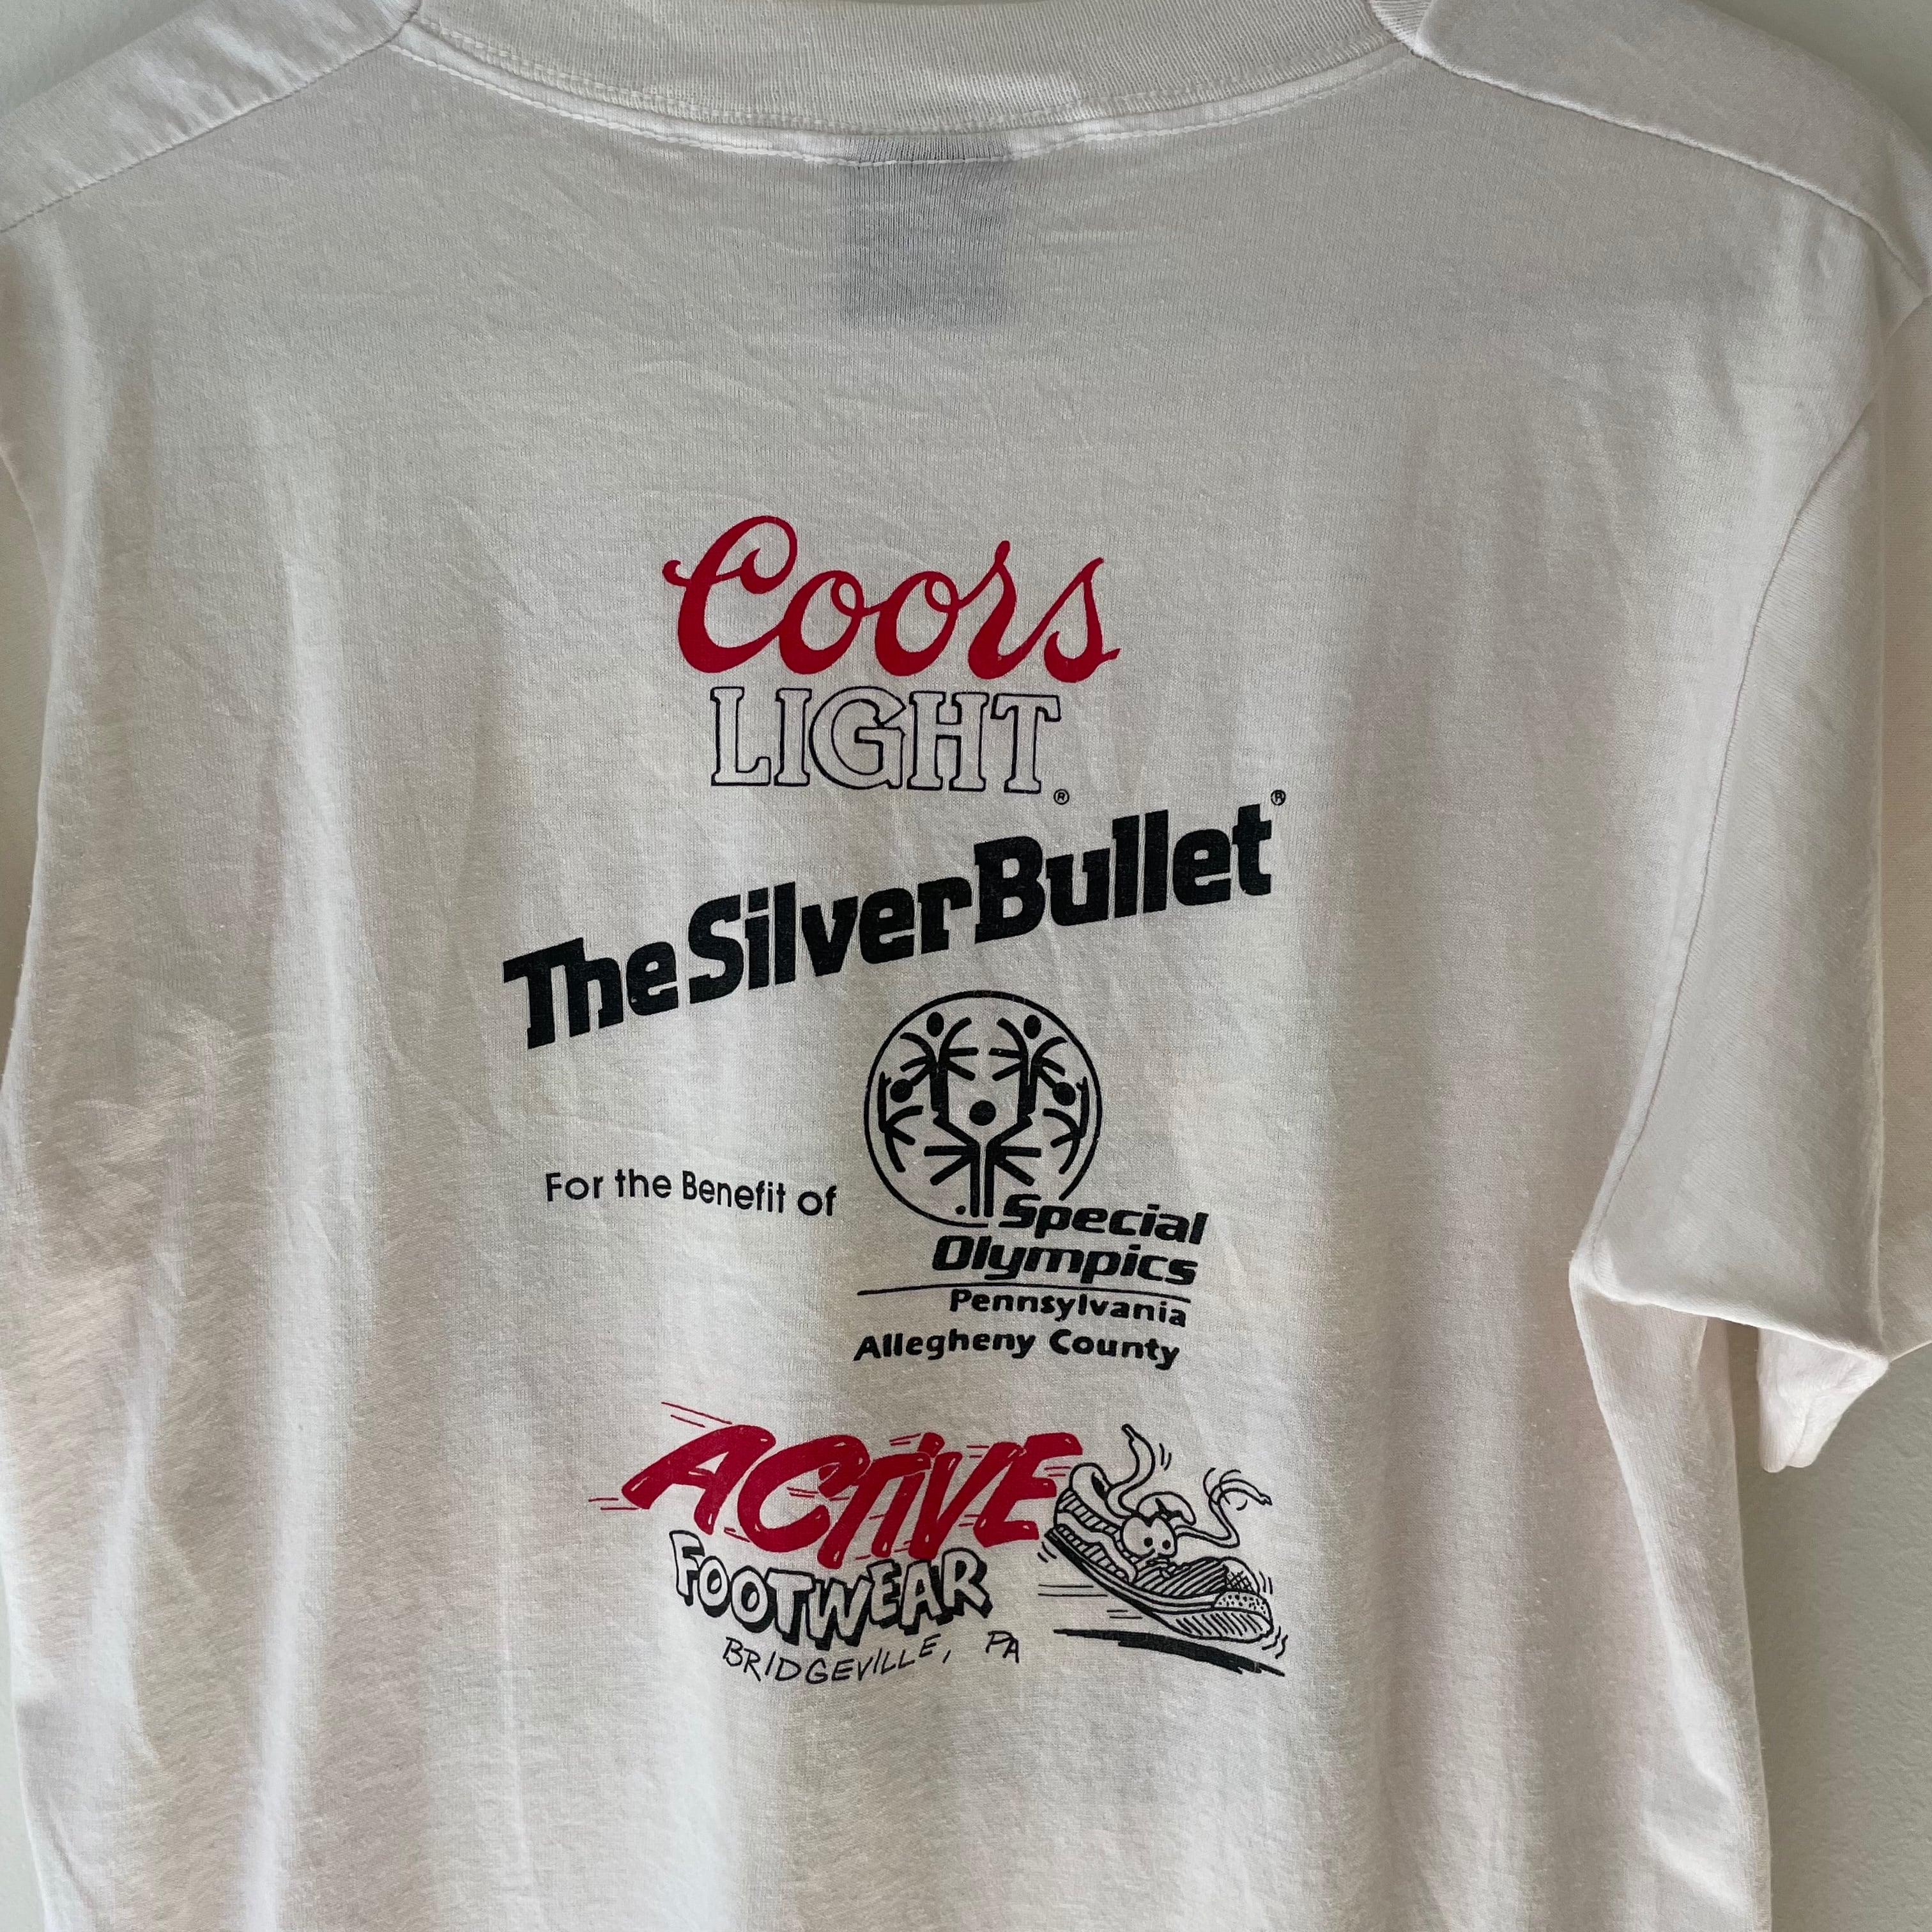 Coors
LIGHT®
The Silver Bullet®
For the Benefit of
Special
Olympics
Pennsylvania
Allegheny County
ACTIVE
FOOTWEAR
BRIDGEVILLE, PA